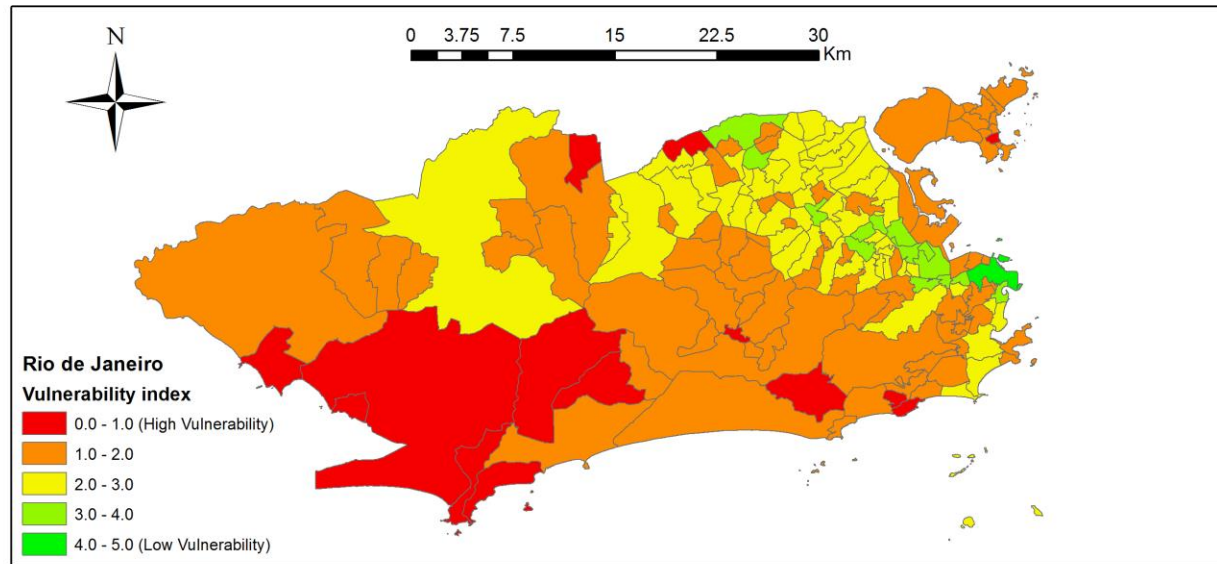 N
0 3.75 7.5 15 22.5 30
Km
Rio de Janeiro
Vulnerability index
0.0 - 1.0 (High Vulnerability)
1.0 - 2.0
2.0 - 3.0
3.0 - 4.0
4.0 - 5.0 (Low Vulnerability)